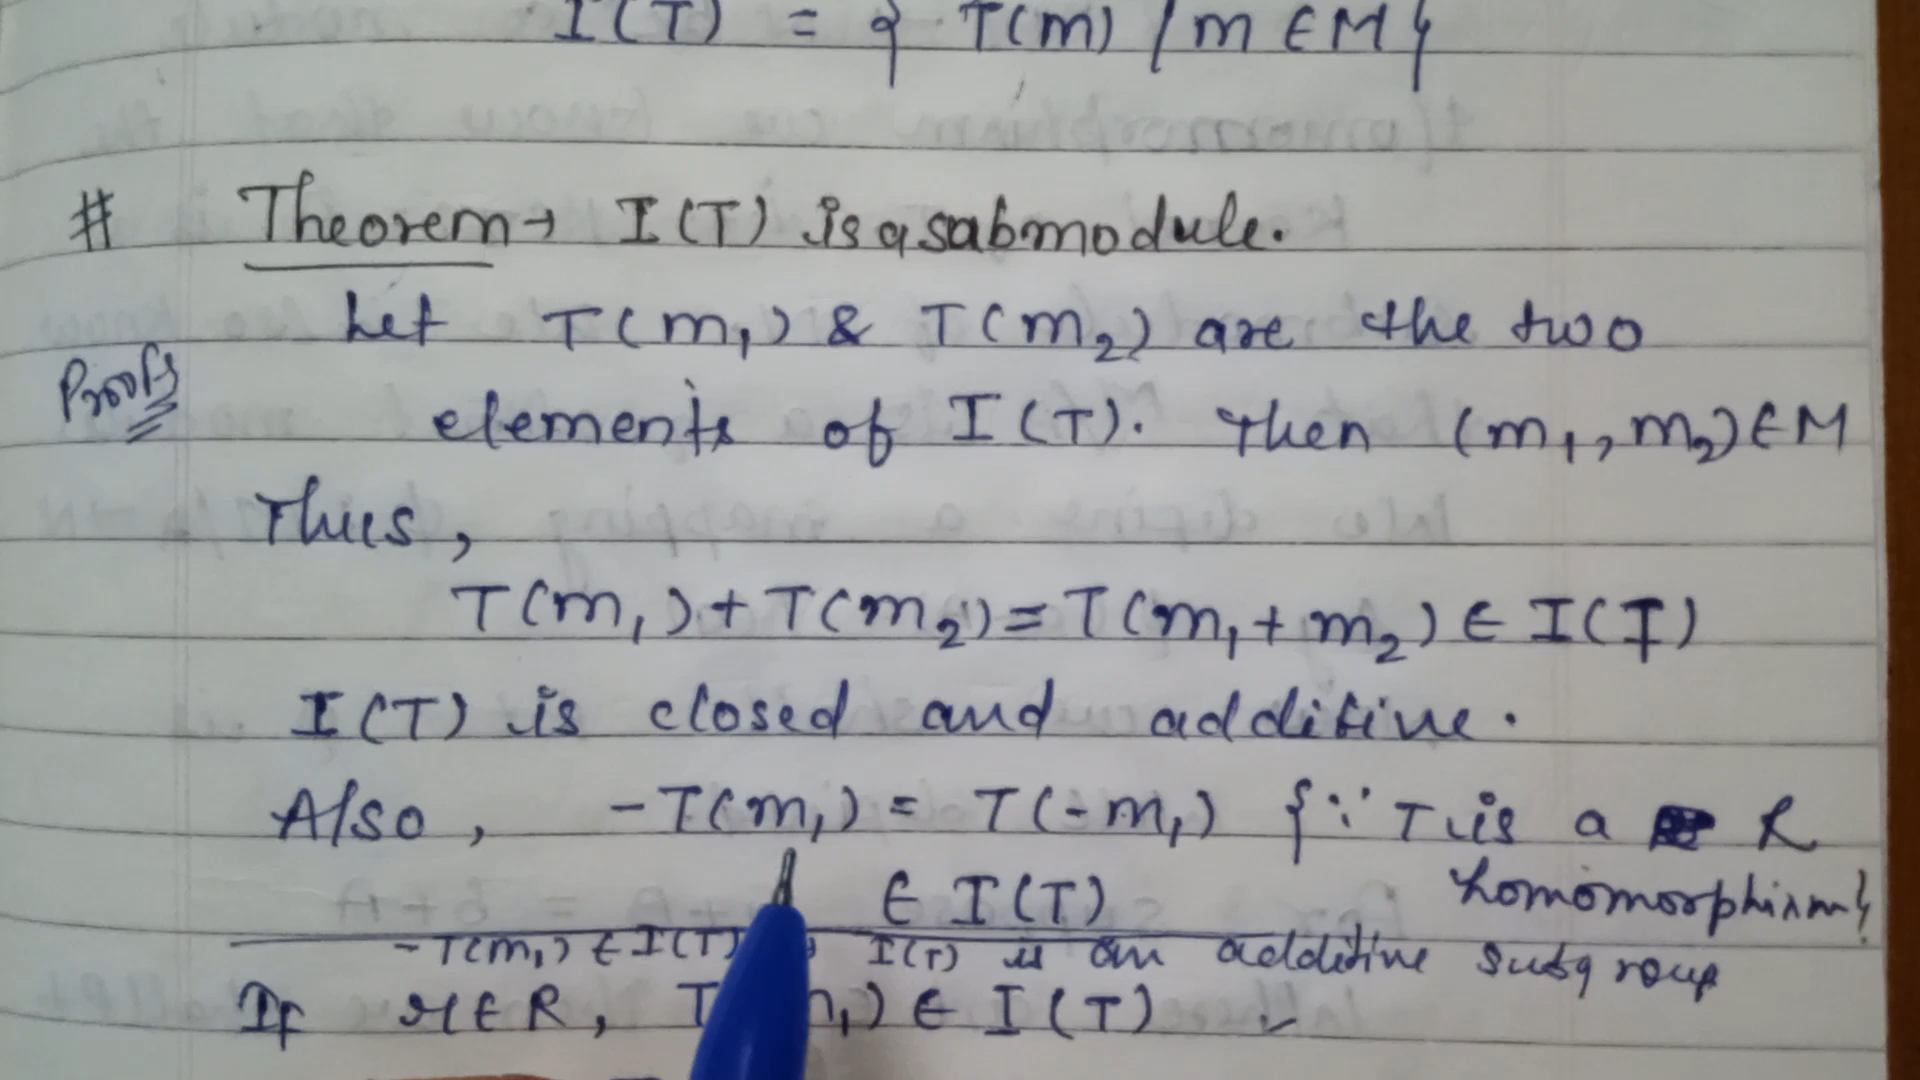 I(T) = { T(m) / m ∈ M }
# Theorem → I(T) is a submodule.
Let T(m₁) & T(m₂) are the two
Proof
elements of I(T). Then (m₁, m₂) ∈ M
Thus,
T(m₁) + T(m₂) = T(m₁ + m₂) ∈ I(T)
I(T) is closed and additive.
Also, -T(m₁) = T(-m₁) {∵ T is a R
∈ I(T) homomorphism}
-T(m₁) ∈ I(T) I(T) is an additive subgroup
If r ∈ R, T m₁) ∈ I(T)